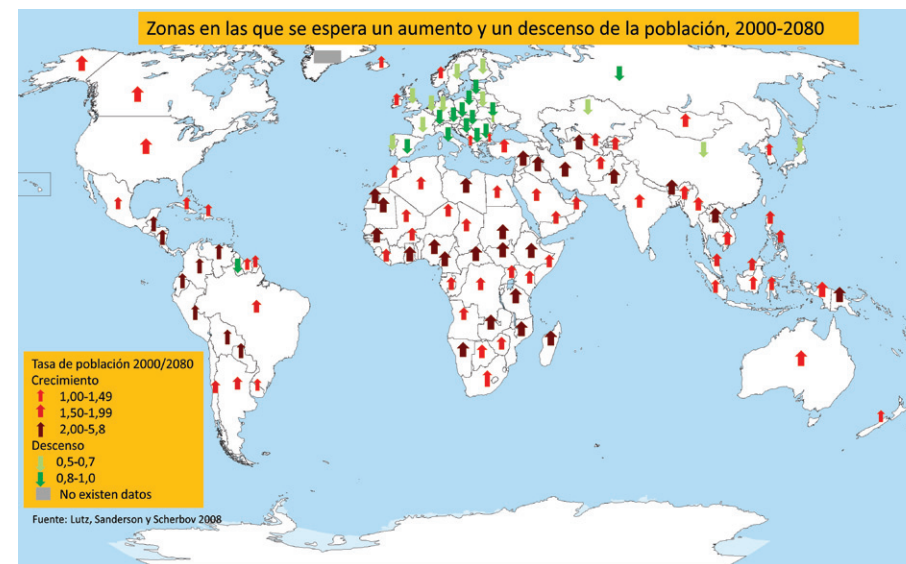 Zonas en las que se espera un aumento y un descenso de la población, 2000-2080
Tasa de población 2000/2080
Crecimiento
1,00-1,49
1,50-1,99
2,00-5,8
Descenso
0,5-0,7
0,8-1,0
No existen datos
Fuente: Lutz, Sanderson y Scherbov 2008